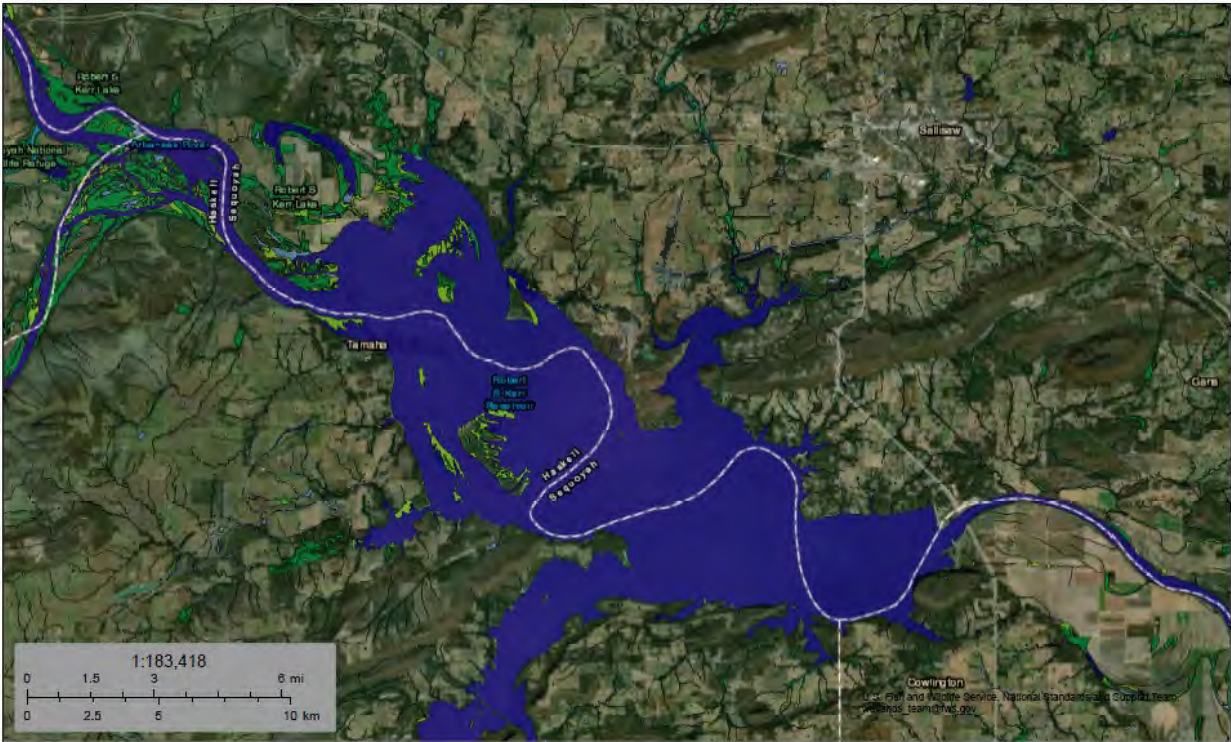 Robert S
Kerr Lake
Sallisaw
Arkansas River
National
Wildlife Refuge
Robert S
Kerr Lake
Haskell
Sequoyah
Tamaha
Robert
S Kerr
Reservoir
Gans
Haskell
Sequoyah
1:183,418
0 1.5 3 6 mi
0 2.5 5 10 km
Cowlington
U.S. Fish and Wildlife Service, National Standards and Support Team,
wetlands_team@fws.gov